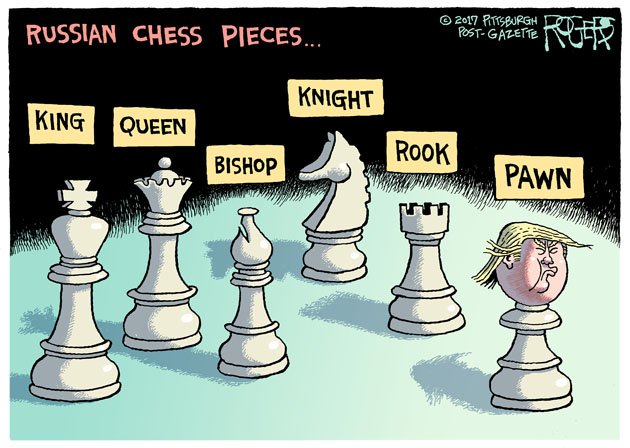 © 2017 PITTSBURGH
POST-GAZETTE
ROGERS
RUSSIAN CHESS PIECES...
KING
QUEEN
BISHOP
KNIGHT
ROOK
PAWN